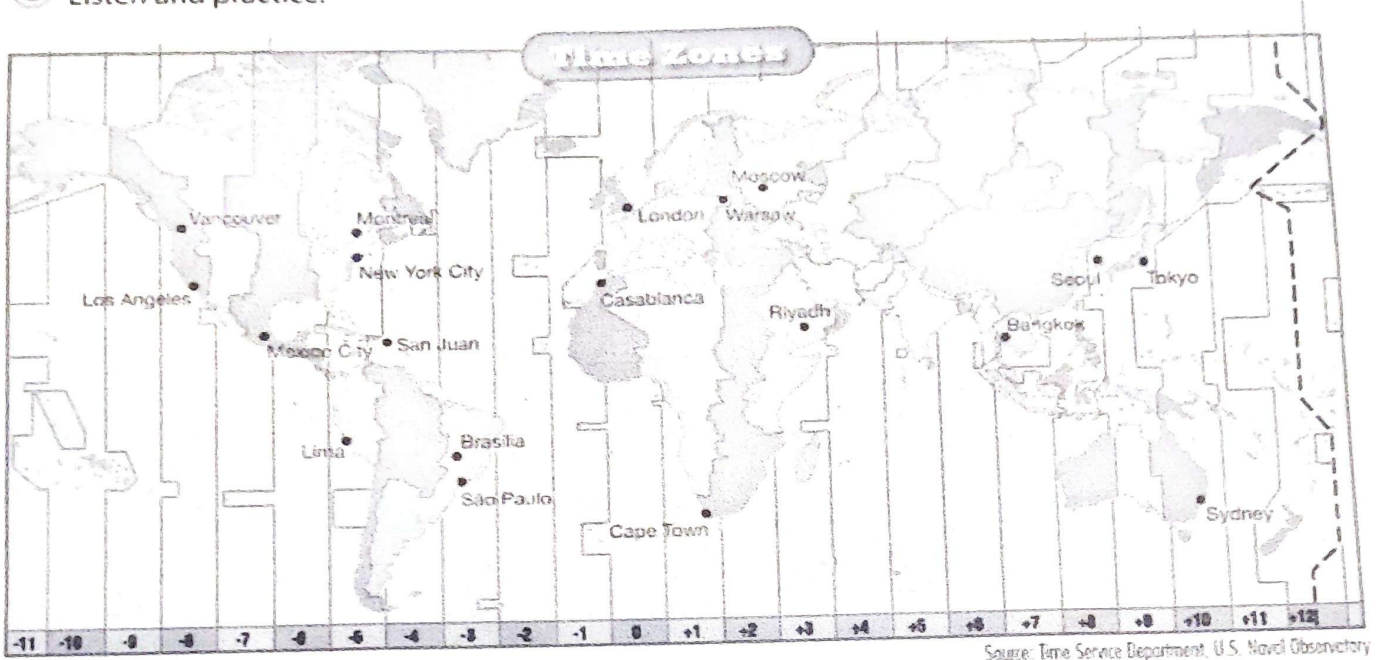 Listen and practice.
Time Zones
Moscow
Vancouver
Montreal
London
Warsaw
New York City
Seoul
Tokyo
Los Angeles
Casablanca
Riyadh
Bangkok
Mexico City
San Juan
Lima
Brasília
São Paulo
Sydney
Cape Town
-11 -10 -9 -8 -7 -6 -5 -4 -3 -2 -1 0 +1 +2 +3 +4 +5 +6 +7 +8 +9 +10 +11 +12
Source: Time Service Department, U.S. Naval Observatory